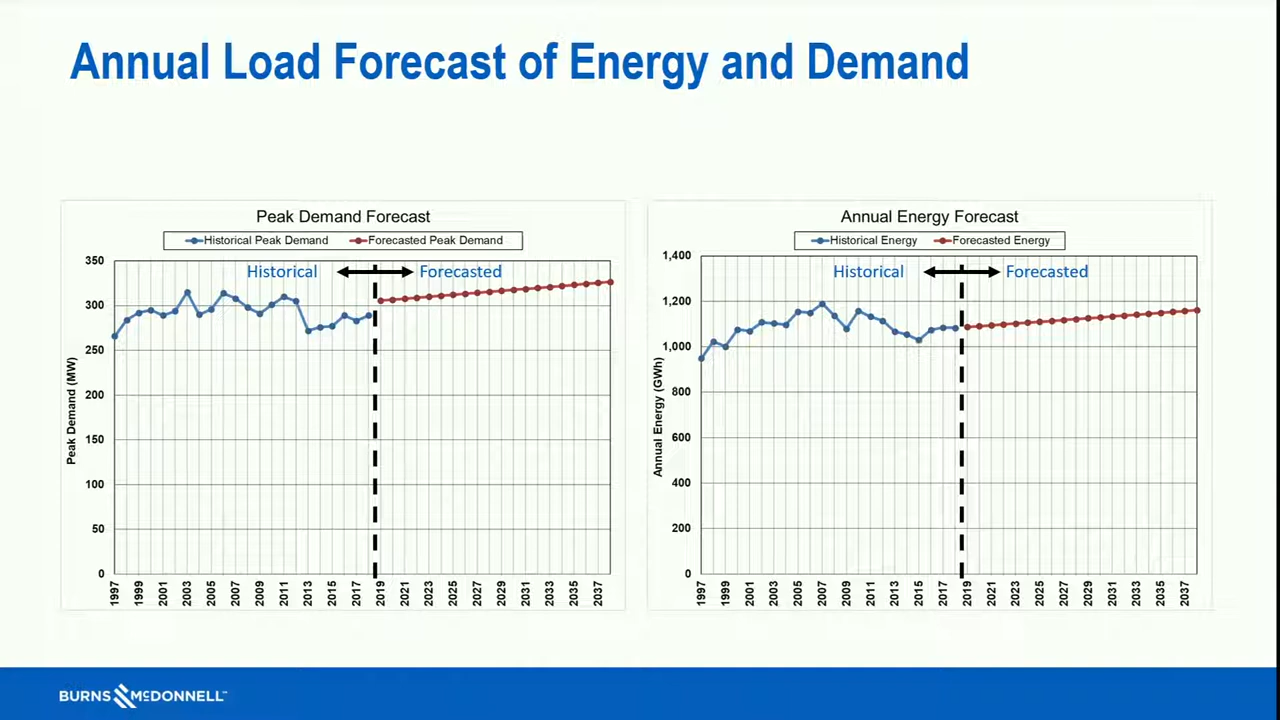 Annual Load Forecast of Energy and Demand
Peak Demand Forecast
Historical Peak Demand Forecasted Peak Demand
Historical Forecasted
Peak Demand (MW)
350
300
250
200
150
100
50
0
1997 1999 2001 2003 2005 2007 2009 2011 2013 2015 2017 2019 2021 2023 2025 2027 2029 2031 2033 2035 2037
Annual Energy Forecast
Historical Energy Forecasted Energy
Historical Forecasted
Annual Energy (GWh)
1,400
1,200
1,000
800
600
400
200
0
1997 1999 2001 2003 2005 2007 2009 2011 2013 2015 2017 2019 2021 2023 2025 2027 2029 2031 2033 2035 2037
BURNS McDONNELL